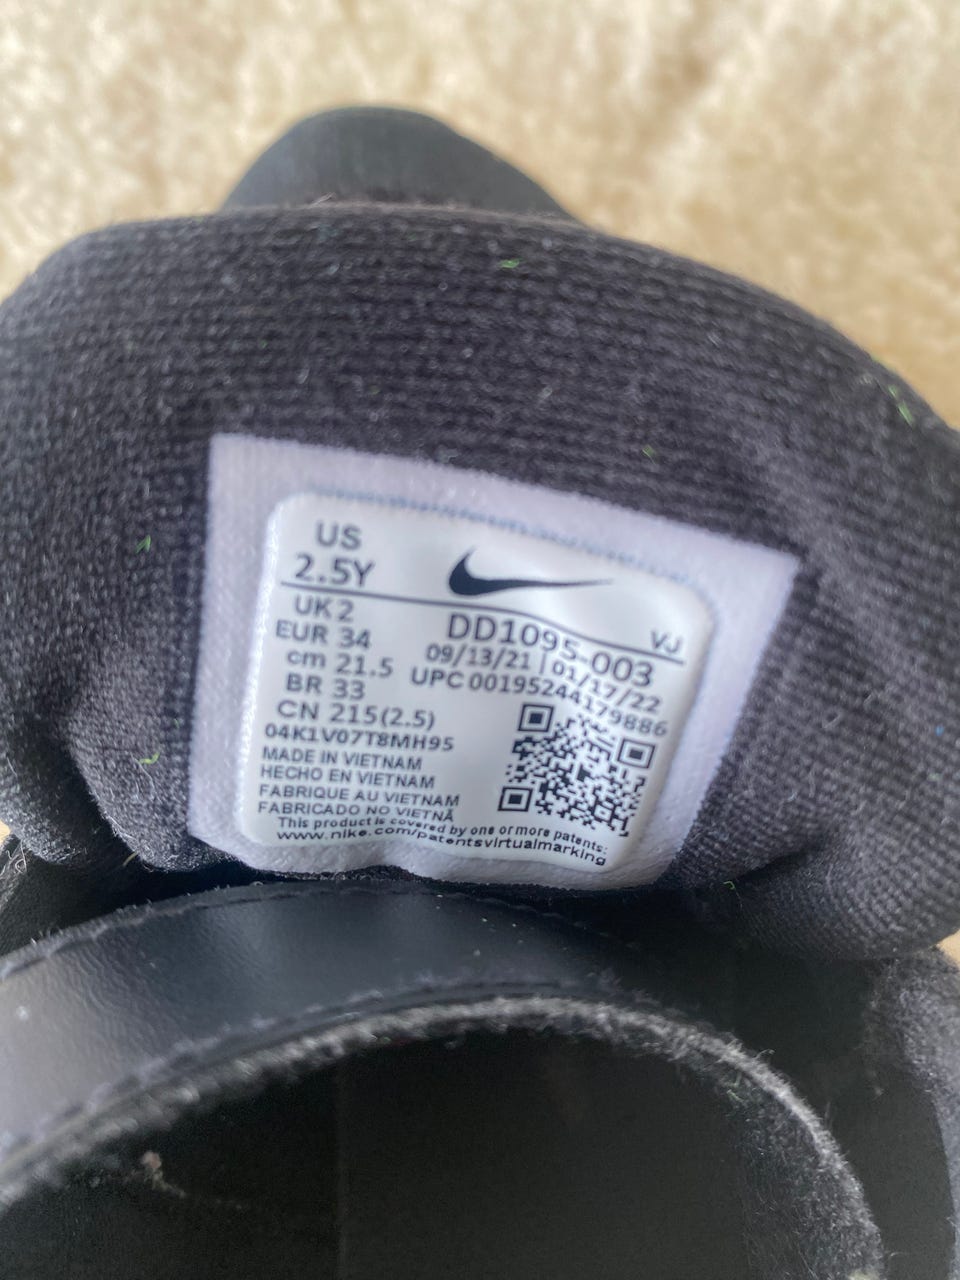 US
2.5Y
UK 2
EUR 34
cm 21.5
BR 33
CN 215(2.5)
04K1V07T8MH95
MADE IN VIETNAM
HECHO EN VIETNAM
FABRIQUE AU VIETNAM
FABRICADO NO VIETNÃ
This product is covered by one or more patents:
www.nike.com/patentsvirtualmarking
VJ
DD1095-003
09/13/21 | 01/17/22
UPC 00195244179886